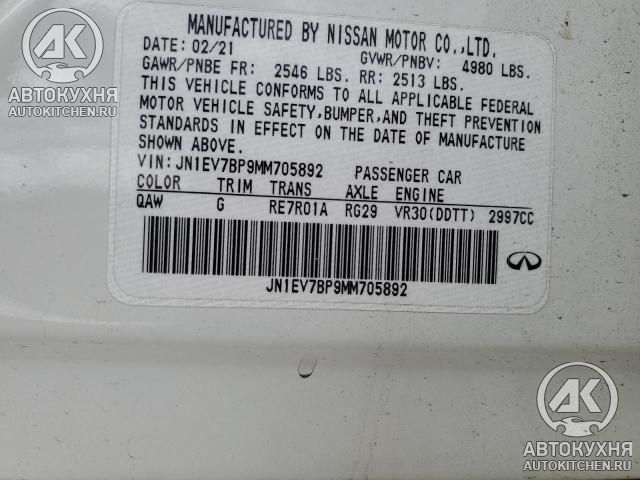 MANUFACTURED BY NISSAN MOTOR CO.,LTD.
DATE: 02/21 GVWR/PNBV: 4980 LBS.
GAWR/PNBE FR: 2546 LBS. RR: 2513 LBS.
THIS VEHICLE CONFORMS TO ALL APPLICABLE FEDERAL
MOTOR VEHICLE SAFETY,BUMPER,AND THEFT PREVENTION
STANDARDS IN EFFECT ON THE DATE OF MANUFACTURE
SHOWN ABOVE.
VIN: JN1EV7BP9MM705892 PASSENGER CAR
COLOR TRIM TRANS AXLE ENGINE
QAW G RE7R01A RG29 VR30(DDTT) 2997CC
JN1EV7BP9MM705892
AK
АВТОКУХНЯ
AUTOKITCHEN.RU
AK
АВТОКУХНЯ
AUTOKITCHEN.RU